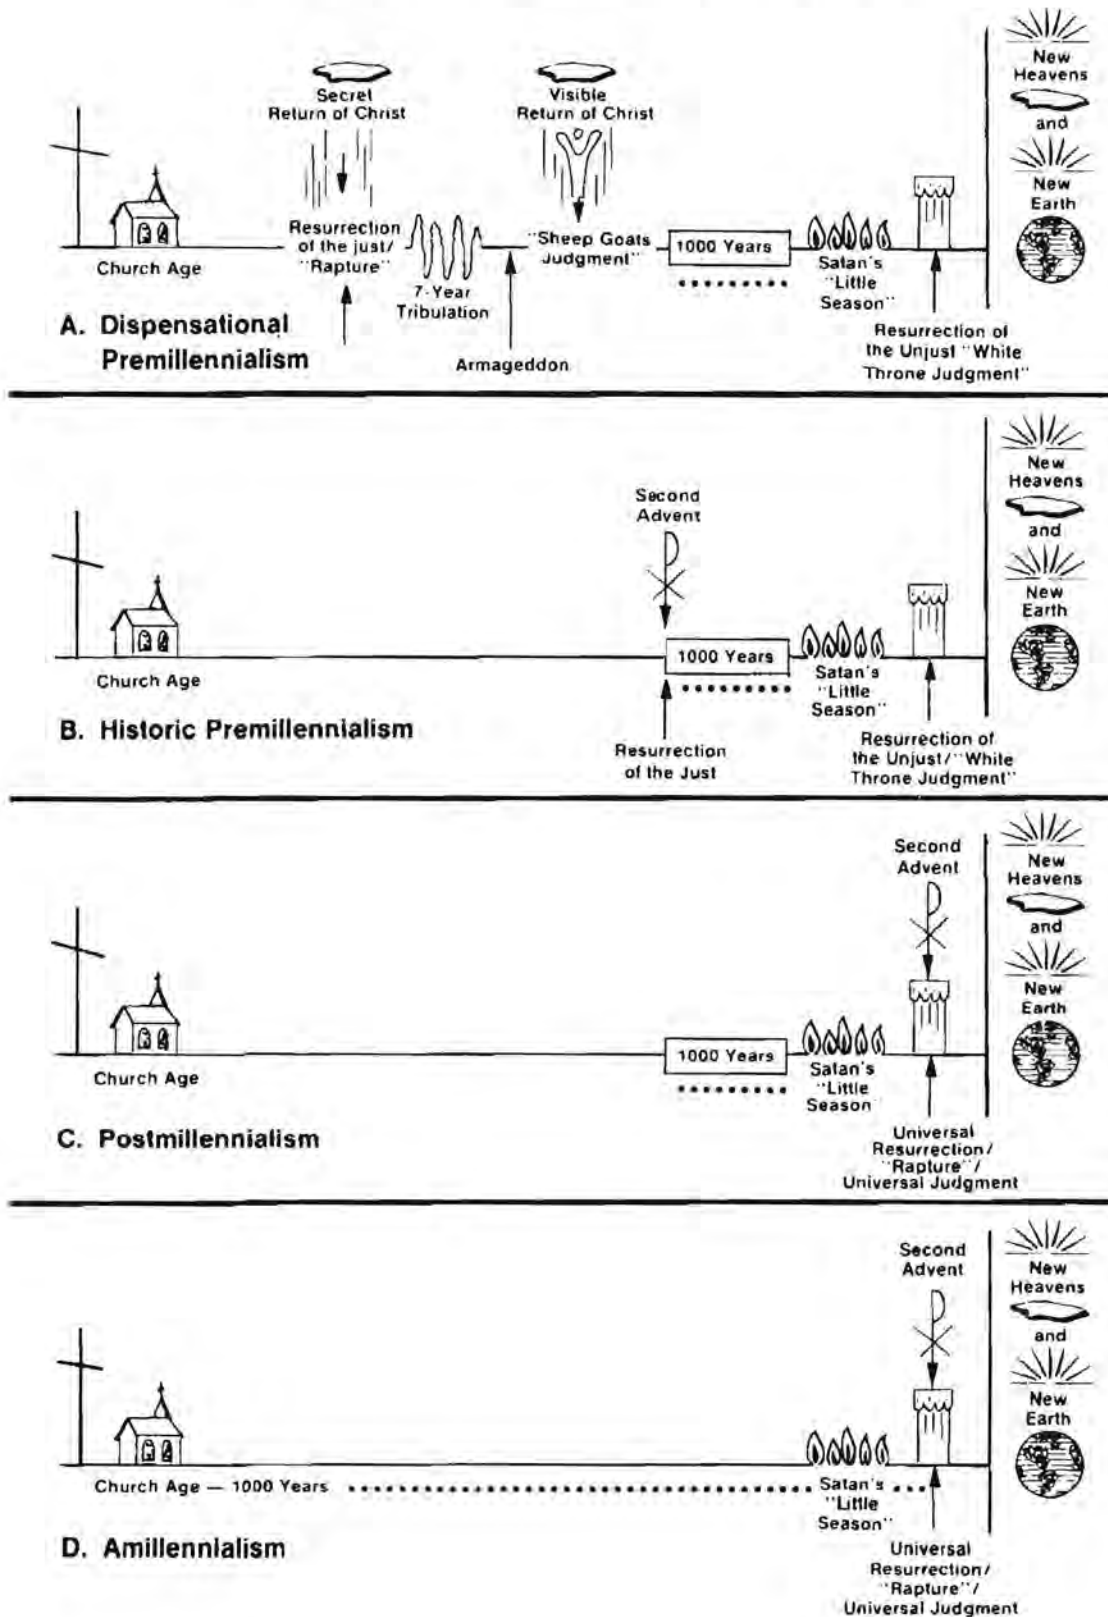 New
Heavens
and
New
Earth
Secret
Return of Christ
Visible
Return of Christ
Resurrection
of the just/
"Rapture"
"Sheep Goats
Judgment"
1000 Years
Church Age
7-Year
Tribulation
Satan's
"Little
Season"
Armageddon
Resurrection of
the Unjust "White
Throne Judgment"
A. Dispensational
Premillennialism
New
Heavens
and
New
Earth
Second
Advent
1000 Years
Church Age
Satan's
"Little
Season"
Resurrection
of the Just
Resurrection of
the Unjust/"White
Throne Judgment"
B. Historic Premillennialism
New
Heavens
and
New
Earth
Second
Advent
1000 Years
Church Age
Satan's
"Little
Season"
Universal
Resurrection/
"Rapture"/
Universal Judgment
C. Postmillennialism
New
Heavens
and
New
Earth
Second
Advent
Church Age — 1000 Years
Satan's
"Little
Season"
Universal
Resurrection/
"Rapture"/
Universal Judgment
D. Amillennialism